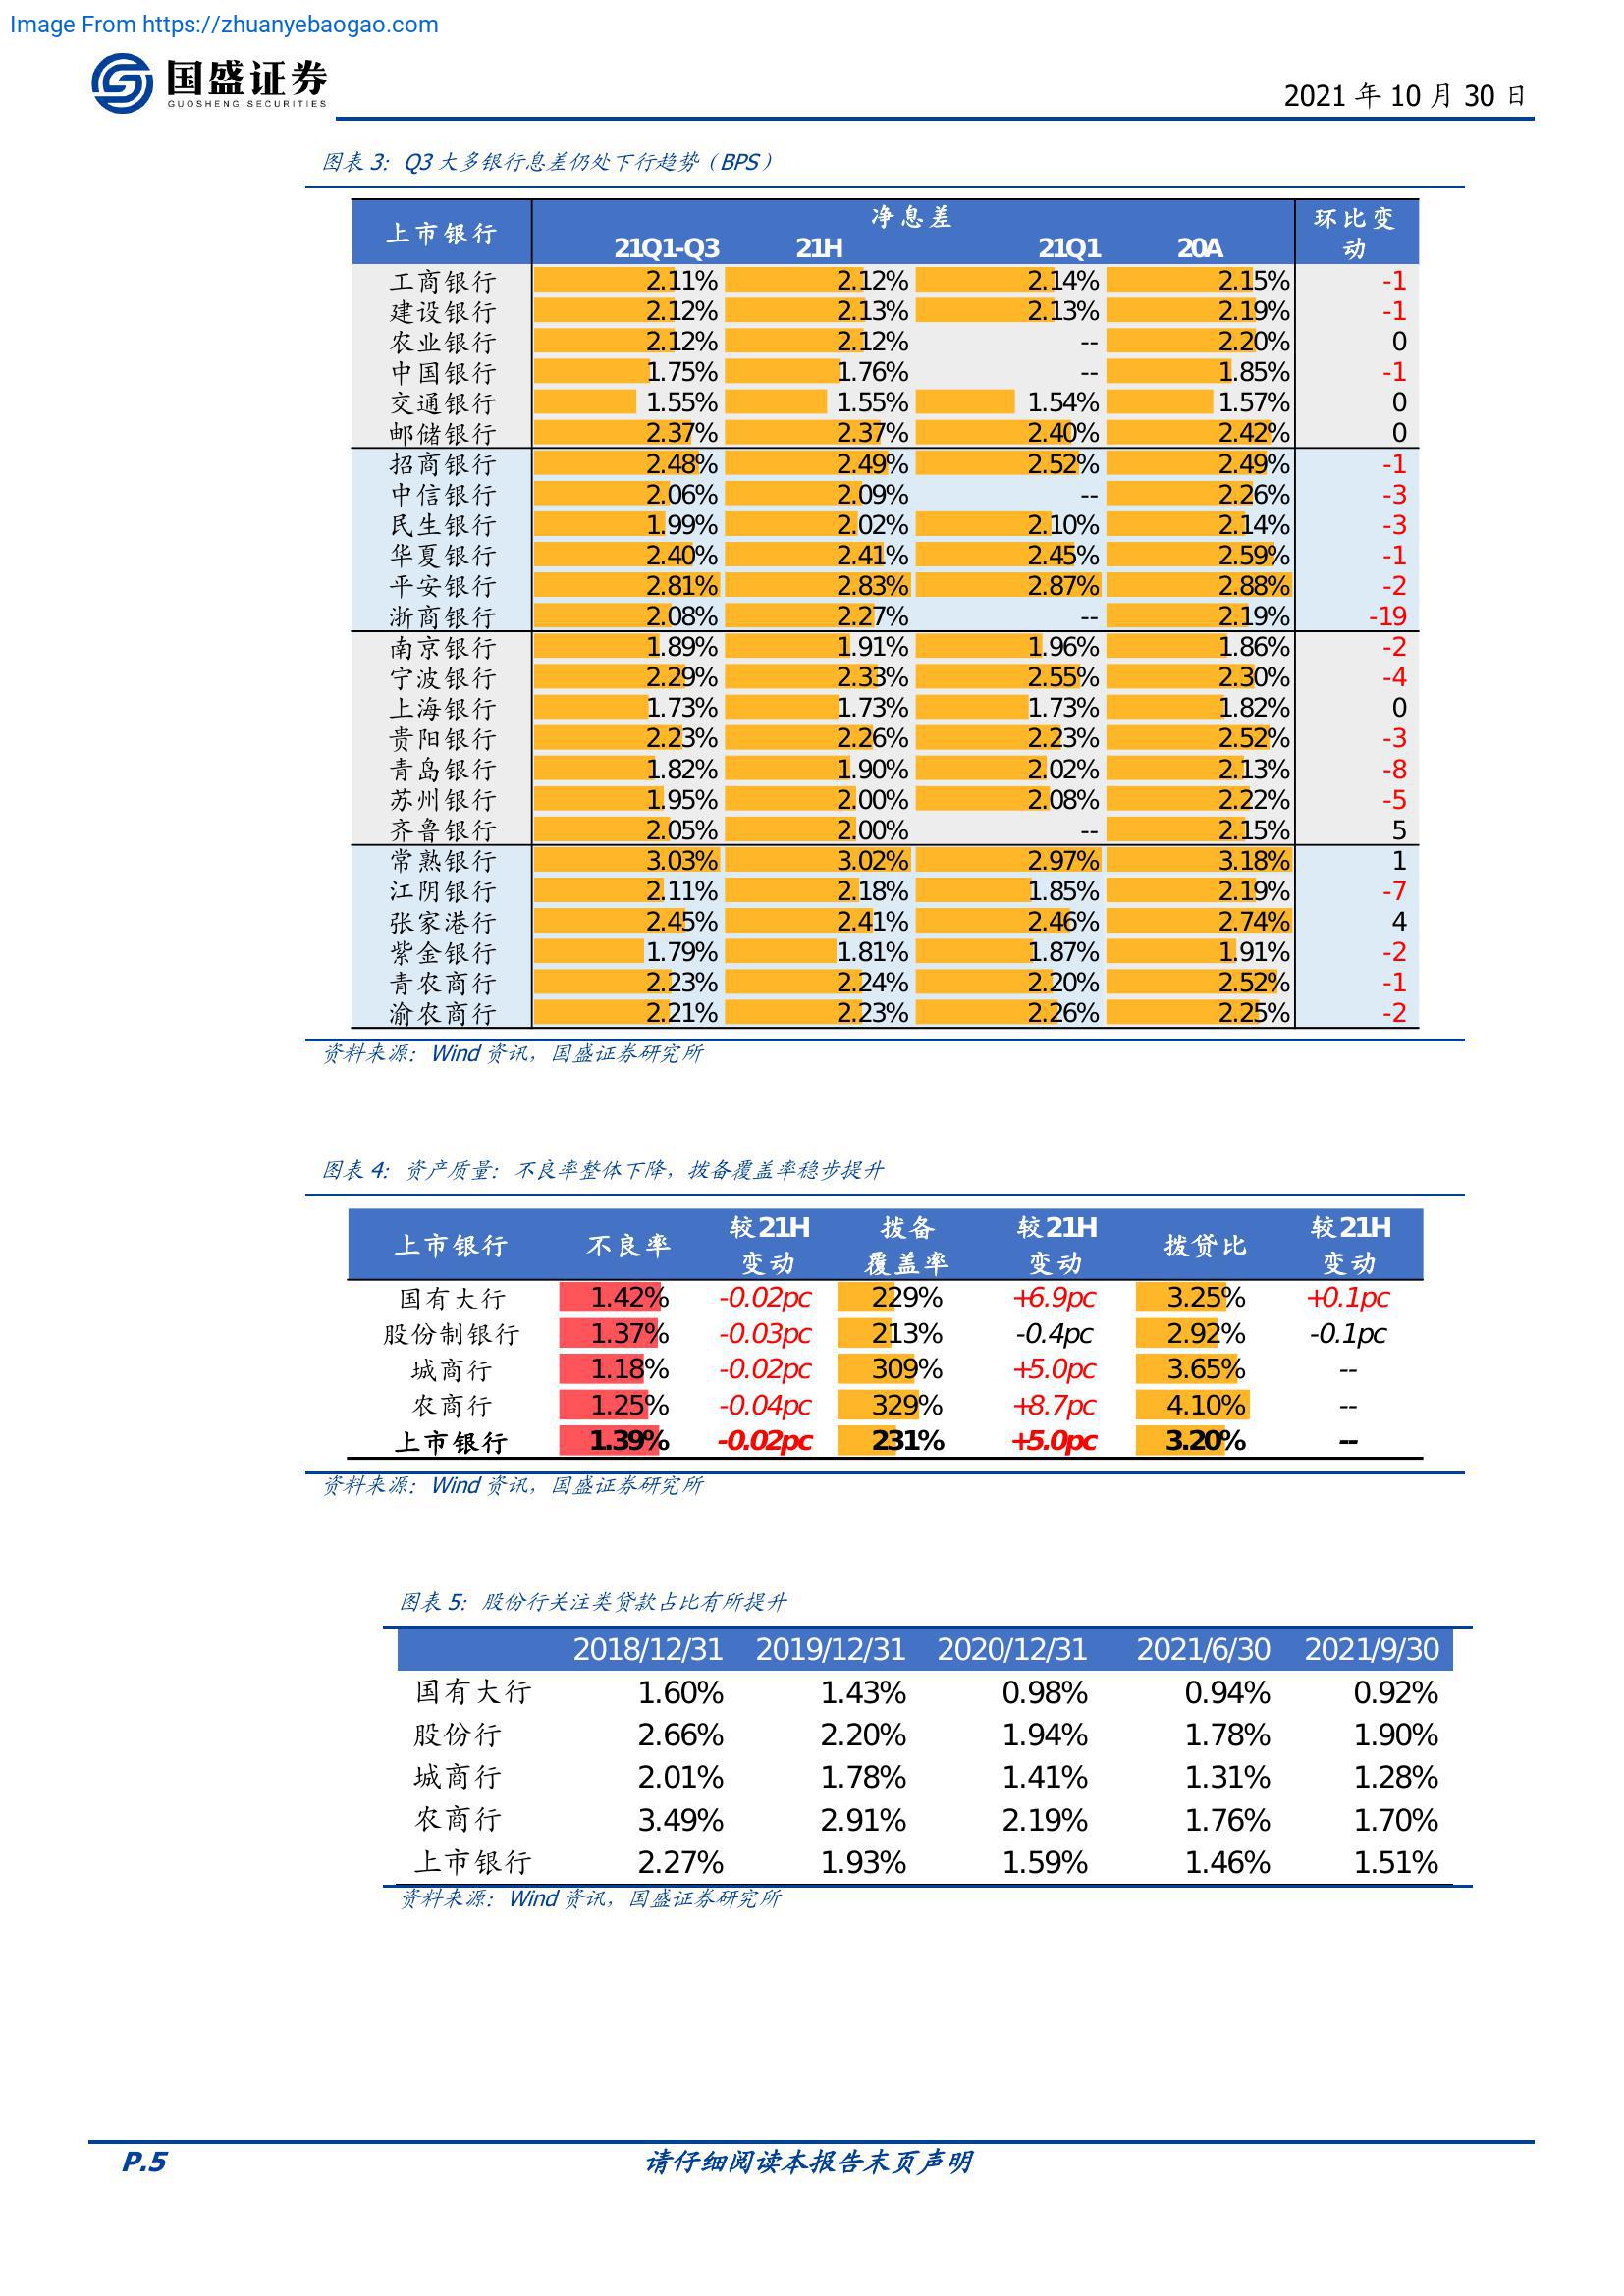 Image From https://zhuanyebaogao.com
国盛证券
GUOSHENG SECURITIES
2021 年 10 月 30 日
图表 3：Q3 大多银行息差仍处下行趋势（BPS）
上市银行 净息差 环比变动
21Q1-Q3 21H 21Q1 20A
工商银行 2.11% 2.12% 2.14% 2.15% -1
建设银行 2.12% 2.13% 2.13% 2.19% -1
农业银行 2.12% 2.12% -- 2.20% 0
中国银行 1.75% 1.76% -- 1.85% -1
交通银行 1.55% 1.55% 1.54% 1.57% 0
邮储银行 2.37% 2.37% 2.40% 2.42% 0
招商银行 2.48% 2.49% 2.52% 2.49% -1
中信银行 2.06% 2.09% -- 2.26% -3
民生银行 1.99% 2.02% 2.10% 2.14% -3
华夏银行 2.40% 2.41% 2.45% 2.59% -1
平安银行 2.81% 2.83% 2.87% 2.88% -2
浙商银行 2.08% 2.27% -- 2.19% -19
南京银行 1.89% 1.91% 1.96% 1.86% -2
宁波银行 2.29% 2.33% 2.55% 2.30% -4
上海银行 1.73% 1.73% 1.73% 1.82% 0
贵阳银行 2.23% 2.26% 2.23% 2.52% -3
青岛银行 1.82% 1.90% 2.02% 2.13% -8
苏州银行 1.95% 2.00% 2.08% 2.22% -5
齐鲁银行 2.05% 2.00% -- 2.15% 5
常熟银行 3.03% 3.02% 2.97% 3.18% 1
江阴银行 2.11% 2.18% 1.85% 2.19% -7
张家港行 2.45% 2.41% 2.46% 2.74% 4
紫金银行 1.79% 1.81% 1.87% 1.91% -2
青农商行 2.23% 2.24% 2.20% 2.52% -1
渝农商行 2.21% 2.23% 2.26% 2.25% -2
资料来源：Wind 资讯，国盛证券研究所
图表 4：资产质量：不良率整体下降，拨备覆盖率稳步提升
上市银行 不良率 较21H变动 拨备覆盖率 较21H变动 拨贷比 较21H变动
国有大行 1.42% -0.02pc 229% +6.9pc 3.25% +0.1pc
股份制银行 1.37% -0.03pc 213% -0.4pc 2.92% -0.1pc
城商行 1.18% -0.02pc 309% +5.0pc 3.65% --
农商行 1.25% -0.04pc 329% +8.7pc 4.10% --
上市银行 1.39% -0.02pc 231% +5.0pc 3.20% --
资料来源：Wind 资讯，国盛证券研究所
图表 5：股份行关注类贷款占比有所提升
2018/12/31 2019/12/31 2020/12/31 2021/6/30 2021/9/30
国有大行 1.60% 1.43% 0.98% 0.94% 0.92%
股份行 2.66% 2.20% 1.94% 1.78% 1.90%
城商行 2.01% 1.78% 1.41% 1.31% 1.28%
农商行 3.49% 2.91% 2.19% 1.76% 1.70%
上市银行 2.27% 1.93% 1.59% 1.46% 1.51%
资料来源：Wind 资讯，国盛证券研究所
P.5 请仔细阅读本报告末页声明